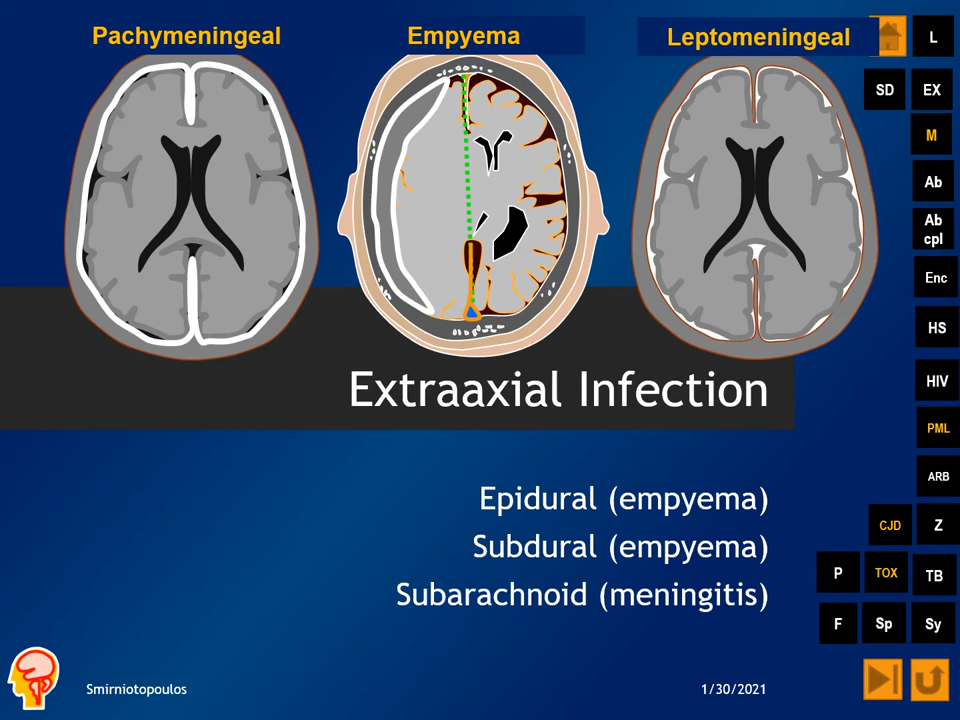 Pachymeningeal
Empyema
Leptomeningeal
L
SD
EX
M
Ab
Ab
cpl
Enc
HS
HIV
PML
ARB
CJD
Z
P
TOX
TB
F
Sp
Sy
Extraaxial Infection
Epidural (empyema)
Subdural (empyema)
Subarachnoid (meningitis)
Smirniotopoulos
1/30/2021